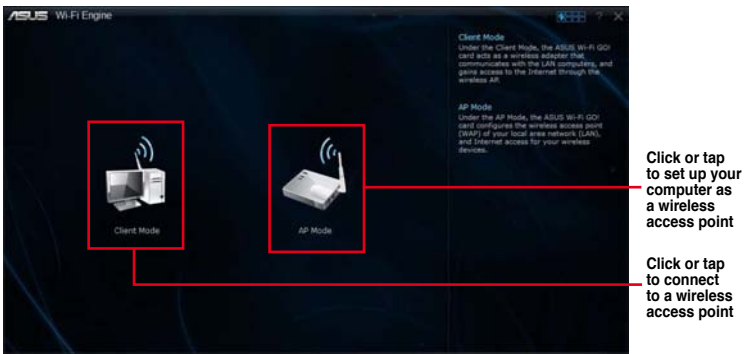 ASUS Wi-Fi Engine
? X
Client Mode
Under the Client Mode, the ASUS Wi-Fi GO!
card acts as a wireless adapter that
communicates with the LAN computers, and
gains access to the Internet through the
wireless AP.
AP Mode
Under the AP Mode, the ASUS Wi-Fi GO!
card configures the wireless access point
(WAP) of your local area network (LAN),
and Internet access for your wireless
devices.
Client Mode
AP Mode
Click or tap
to set up your
computer as
a wireless
access point
Click or tap
to connect
to a wireless
access point